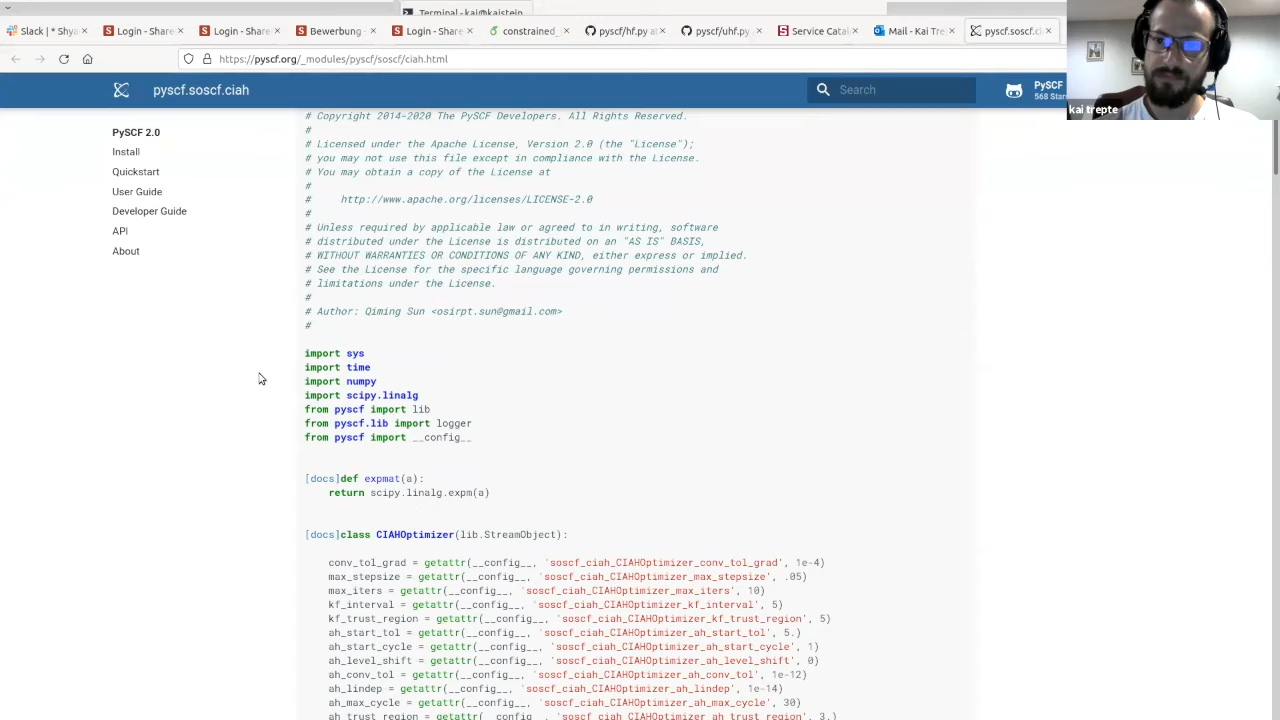 Terminal - kai@kaistein
Slack | * Shya
Login - Share
Login - Share
Bewerbung -
Login - Share
constrained_
pyscf/hf.py at
pyscf/uhf.py
Service Catal
Mail - Kai Tre
pyscf.soscf.ci
https://pyscf.org/_modules/pyscf/soscf/ciah.html
pyscf.soscf.ciah
Search
PySCF
568 Stars
kai trepte
PySCF 2.0
Install
Quickstart
User Guide
Developer Guide
API
About
# Copyright 2014-2020 The PySCF Developers. All Rights Reserved.
#
# Licensed under the Apache License, Version 2.0 (the "License");
# you may not use this file except in compliance with the License.
# You may obtain a copy of the License at
#
#     http://www.apache.org/licenses/LICENSE-2.0
#
# Unless required by applicable law or agreed to in writing, software
# distributed under the License is distributed on an "AS IS" BASIS,
# WITHOUT WARRANTIES OR CONDITIONS OF ANY KIND, either express or implied.
# See the License for the specific language governing permissions and
# limitations under the License.
#
# Author: Qiming Sun <osirpt.sun@gmail.com>
#
import sys
import time
import numpy
import scipy.linalg
from pyscf import lib
from pyscf.lib import logger
from pyscf import __config__
[docs]def expmat(a):
    return scipy.linalg.expm(a)
[docs]class CIAHOptimizer(lib.StreamObject):
    conv_tol_grad = getattr(__config__, 'soscf_ciah_CIAHOptimizer_conv_tol_grad', 1e-4)
    max_stepsize = getattr(__config__, 'soscf_ciah_CIAHOptimizer_max_stepsize', .05)
    max_iters = getattr(__config__, 'soscf_ciah_CIAHOptimizer_max_iters', 10)
    kf_interval = getattr(__config__, 'soscf_ciah_CIAHOptimizer_kf_interval', 5)
    kf_trust_region = getattr(__config__, 'soscf_ciah_CIAHOptimizer_kf_trust_region', 5)
    ah_start_tol = getattr(__config__, 'soscf_ciah_CIAHOptimizer_ah_start_tol', 5.)
    ah_start_cycle = getattr(__config__, 'soscf_ciah_CIAHOptimizer_ah_start_cycle', 1)
    ah_level_shift = getattr(__config__, 'soscf_ciah_CIAHOptimizer_ah_level_shift', 0)
    ah_conv_tol = getattr(__config__, 'soscf_ciah_CIAHOptimizer_ah_conv_tol', 1e-12)
    ah_lindep = getattr(__config__, 'soscf_ciah_CIAHOptimizer_ah_lindep', 1e-14)
    ah_max_cycle = getattr(__config__, 'soscf_ciah_CIAHOptimizer_ah_max_cycle', 30)
    ah_trust_region = getattr(__config__, 'soscf_ciah_CIAHOptimizer_ah_trust_region', 3.)